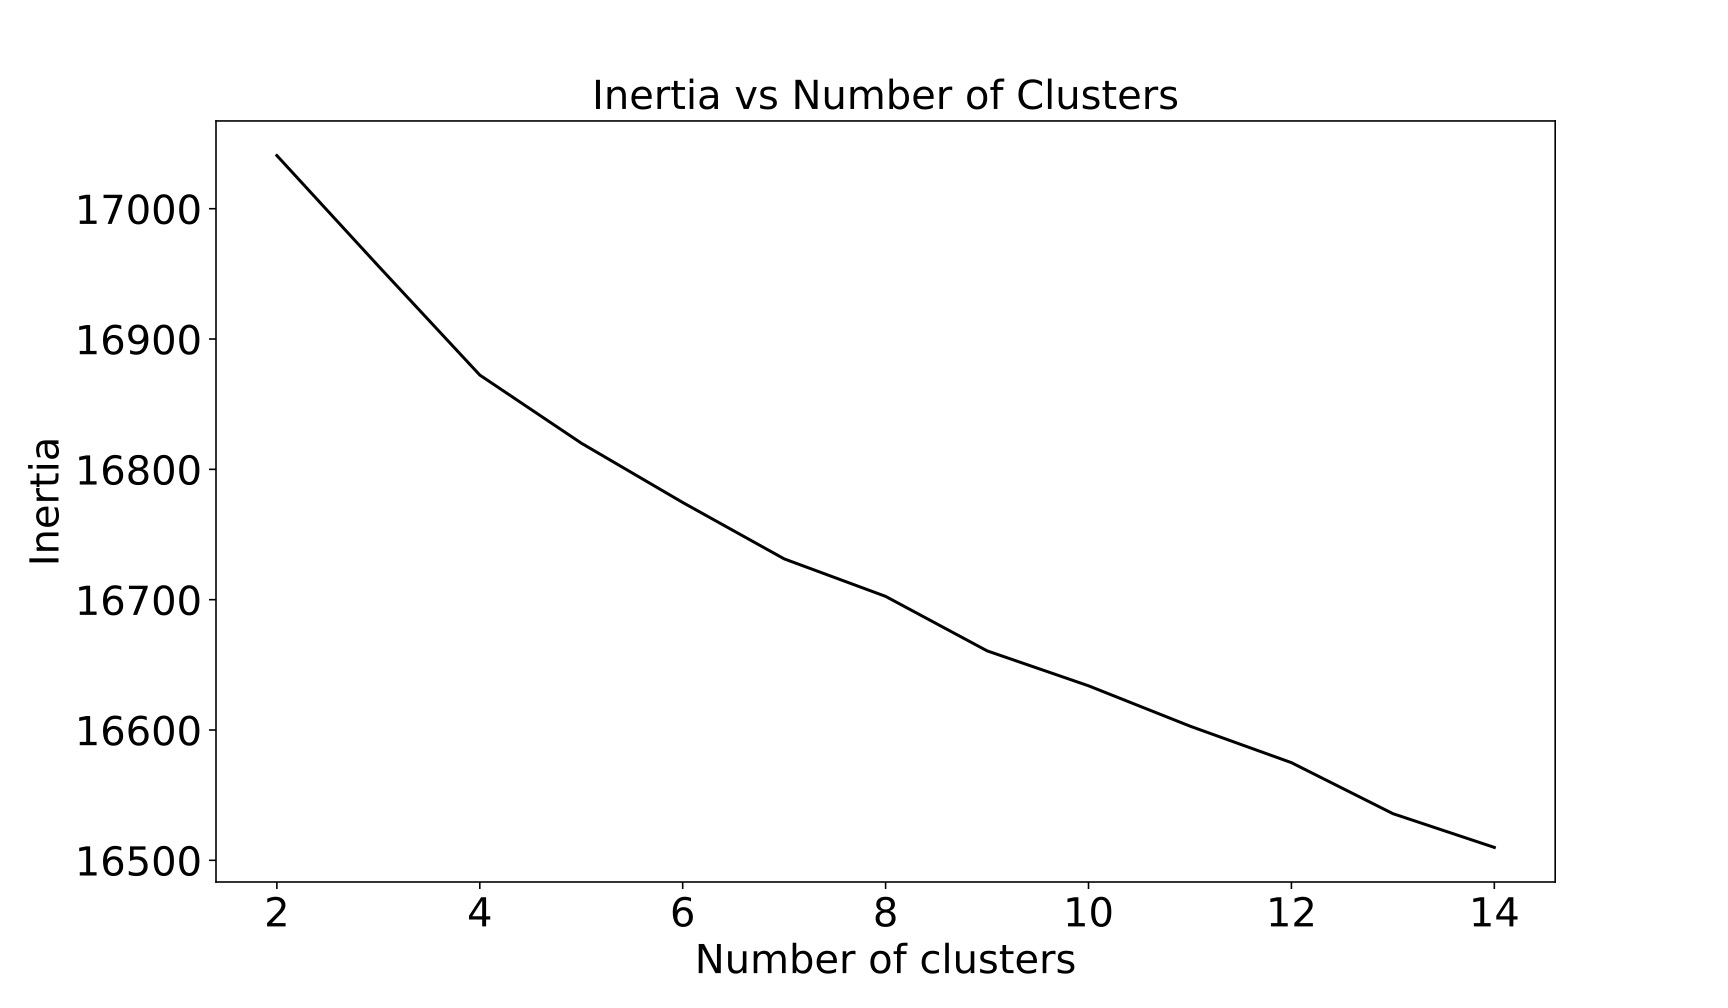 Inertia vs Number of Clusters
17000
16900
16800
16700
16600
16500
Inertia
2 4 6 8 10 12 14
Number of clusters